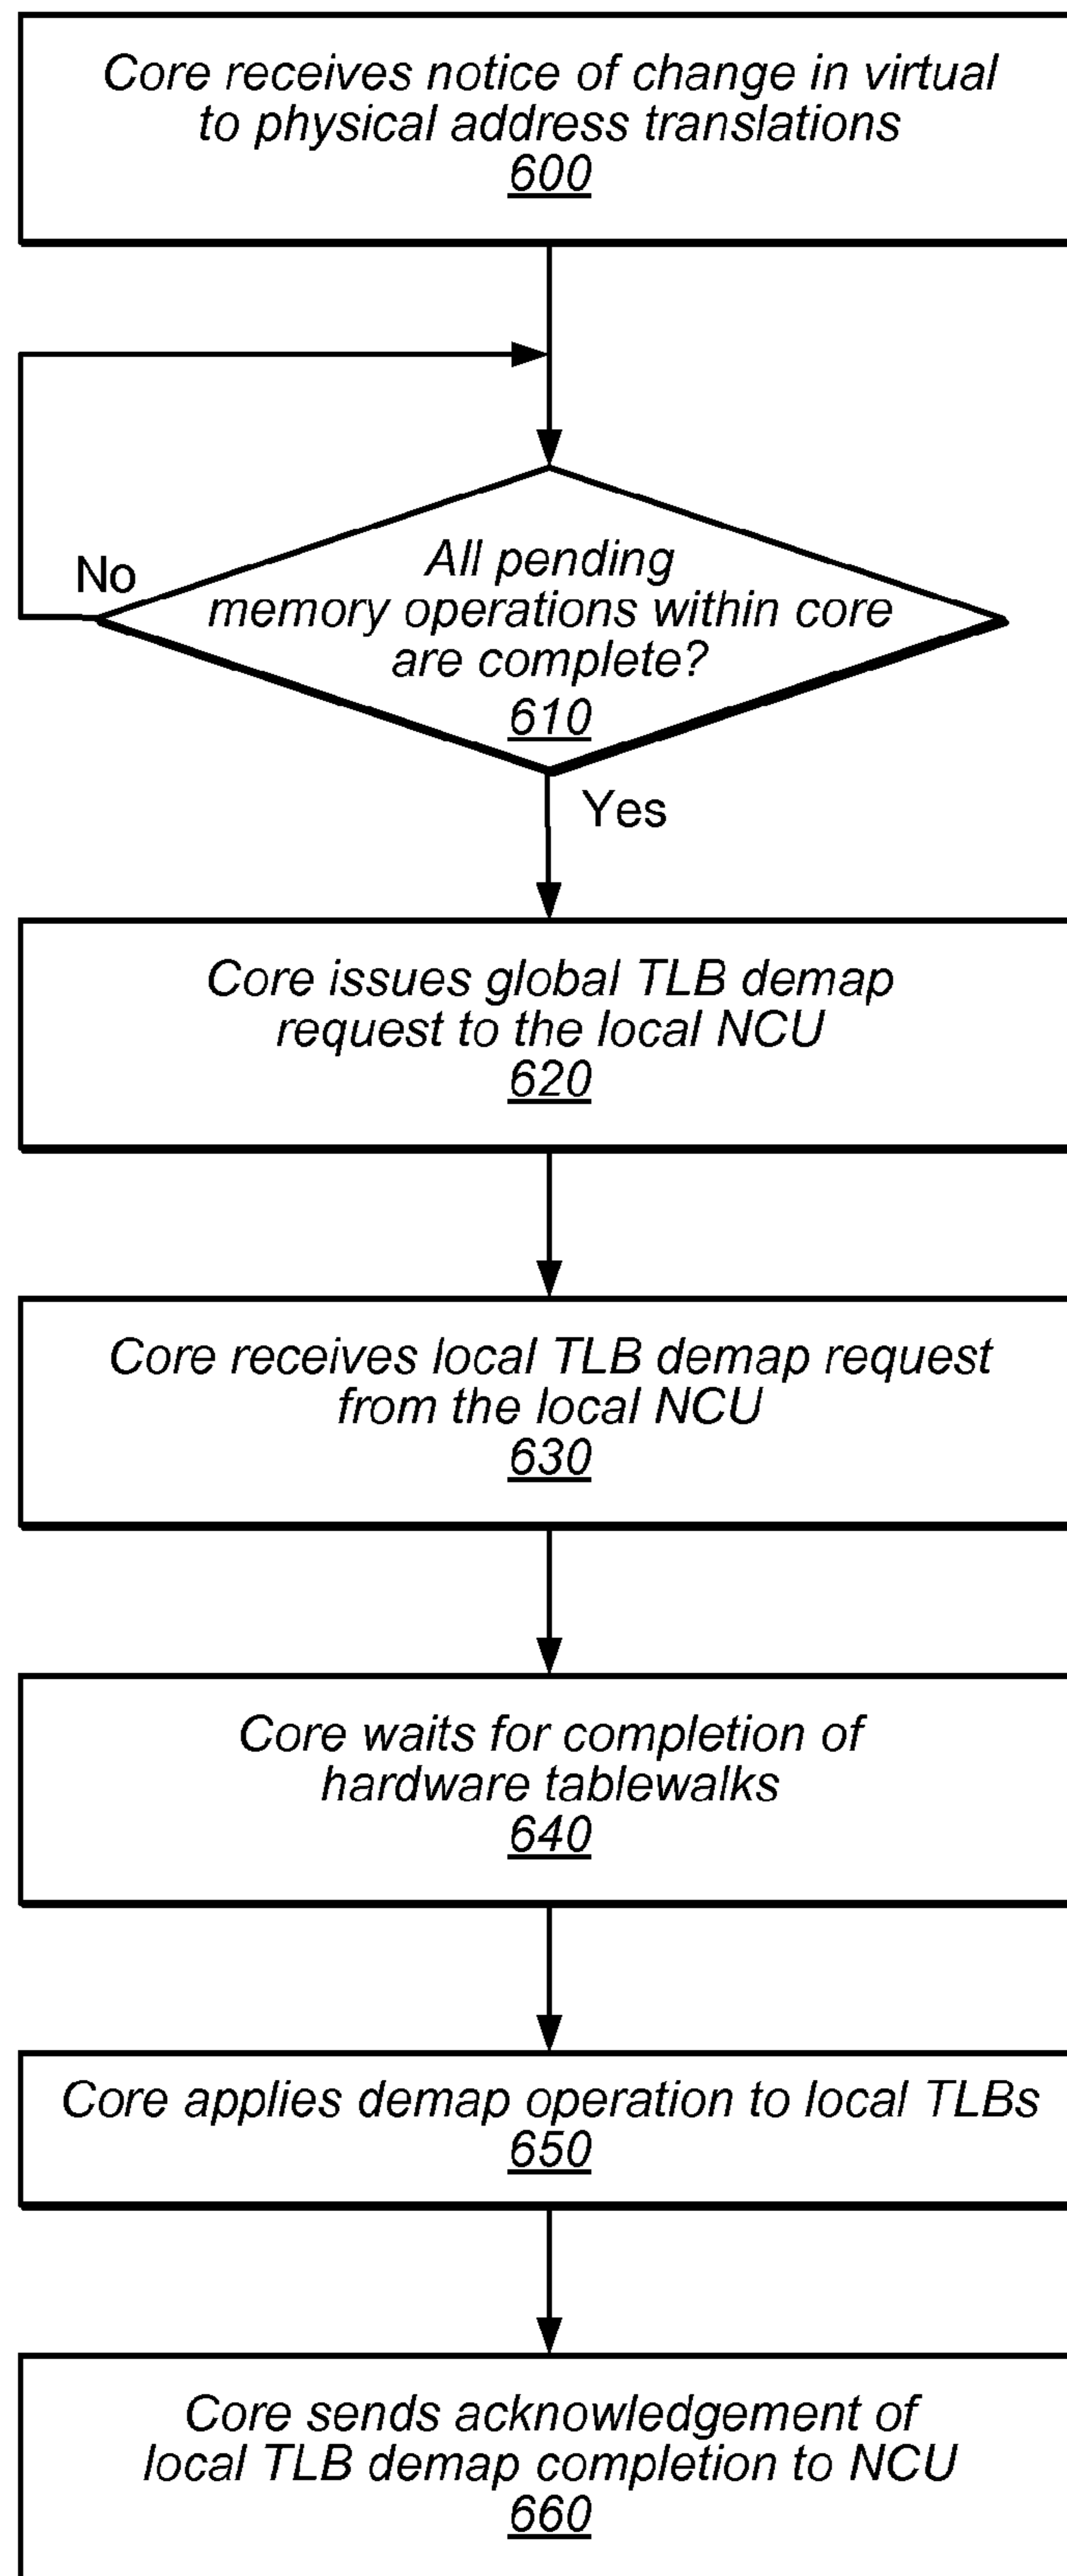 Core receives notice of change in virtual
to physical address translations
600
No
All pending
memory operations within core
are complete?
610
Yes
Core issues global TLB demap
request to the local NCU
620
Core receives local TLB demap request
from the local NCU
630
Core waits for completion of
hardware tablewalks
640
Core applies demap operation to local TLBs
650
Core sends acknowledgement of
local TLB demap completion to NCU
660